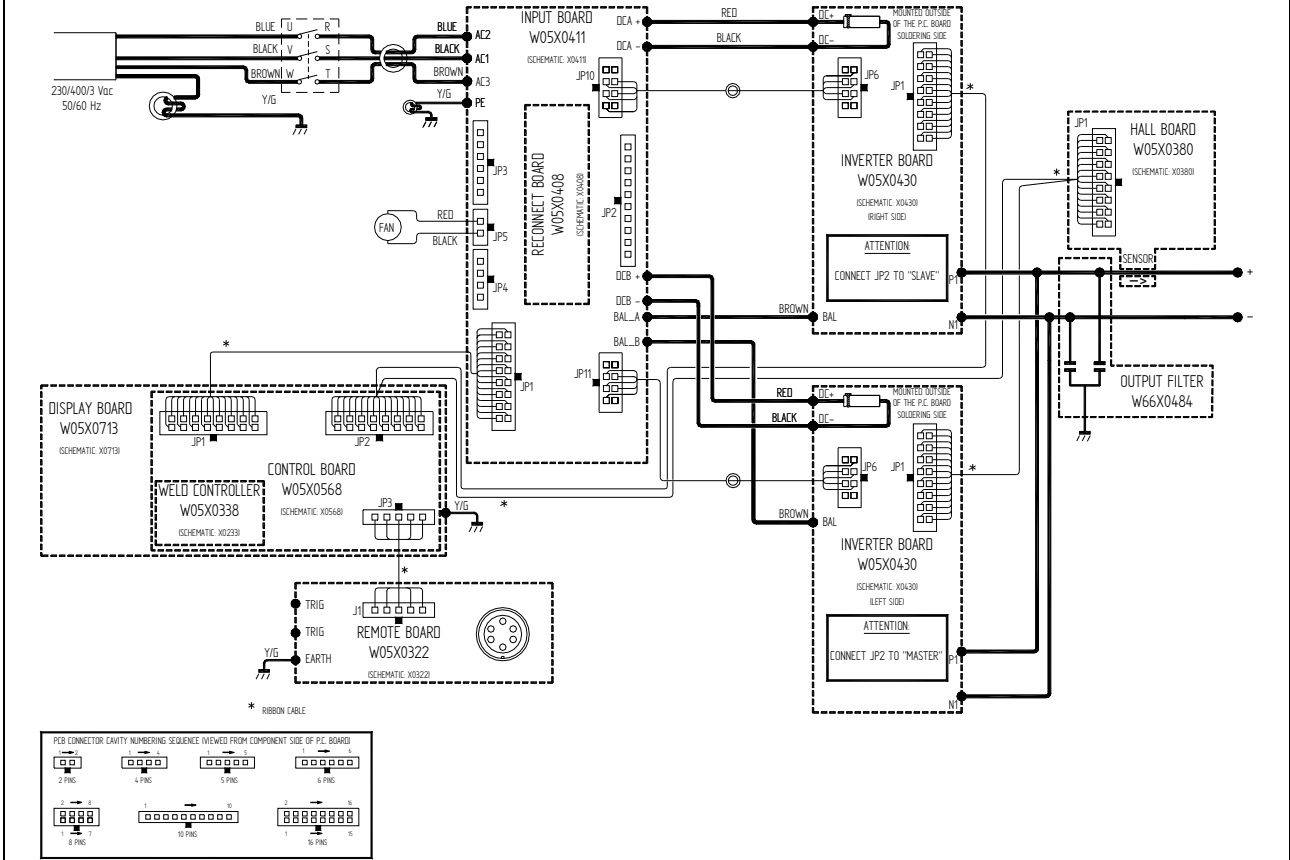 BLUE U R
BLACK V S
BROWN W T
Y/G
230/400/3 Vac
50/60 Hz
BLUE AC2
BLACK AC1
BROWN AC3
Y/G PE
INPUT BOARD
W05X0411
(SCHEMATIC: X0411)
DCA +
DCA -
RED
BLACK
JP10
JP3
RECONNECT BOARD
W05X0408
(SCHEMATIC: X0408)
JP2
FAN
RED
BLACK
JP5
JP4
DCB +
DCB -
BAL_A
BAL_B
JP1
JP11
DC+
DC-
MOUNTED OUTSIDE
OF THE P.C. BOARD
SOLDERING SIDE
JP6
JP1
*
INVERTER BOARD
W05X0430
(SCHEMATIC: X0430)
(RIGHT SIDE)
ATTENTION:
CONNECT JP2 TO "SLAVE"
P1
N1
BROWN
BAL
JP1
HALL BOARD
W05X0380
(SCHEMATIC: X0380)
*
SENSOR
-->
+
-
OUTPUT FILTER
W66X0484
*
DISPLAY BOARD
W05X0713
(SCHEMATIC: X0713)
JP1
JP2
CONTROL BOARD
W05X0568
(SCHEMATIC: X0568)
WELD CONTROLLER
W05X0338
(SCHEMATIC: X0233)
JP3
Y/G
*
*
RED
BLACK
DC+
DC-
MOUNTED OUTSIDE
OF THE P.C. BOARD
SOLDERING SIDE
JP6
JP1
*
BROWN
BAL
INVERTER BOARD
W05X0430
(SCHEMATIC: X0430)
(LEFT SIDE)
ATTENTION:
CONNECT JP2 TO "MASTER"
P1
N1
TRIG
TRIG
EARTH
Y/G
J1
REMOTE BOARD
W05X0322
(SCHEMATIC: X0322)
* RIBBON CABLE
PCB CONNECTOR CAVITY NUMBERING SEQUENCE (VIEWED FROM COMPONENT SIDE OF P.C. BOARD)
1 2
2 PINS
1 4
4 PINS
1 5
5 PINS
1 6
6 PINS
2 8
1 7
8 PINS
1 10
10 PINS
2 16
1 15
16 PINS